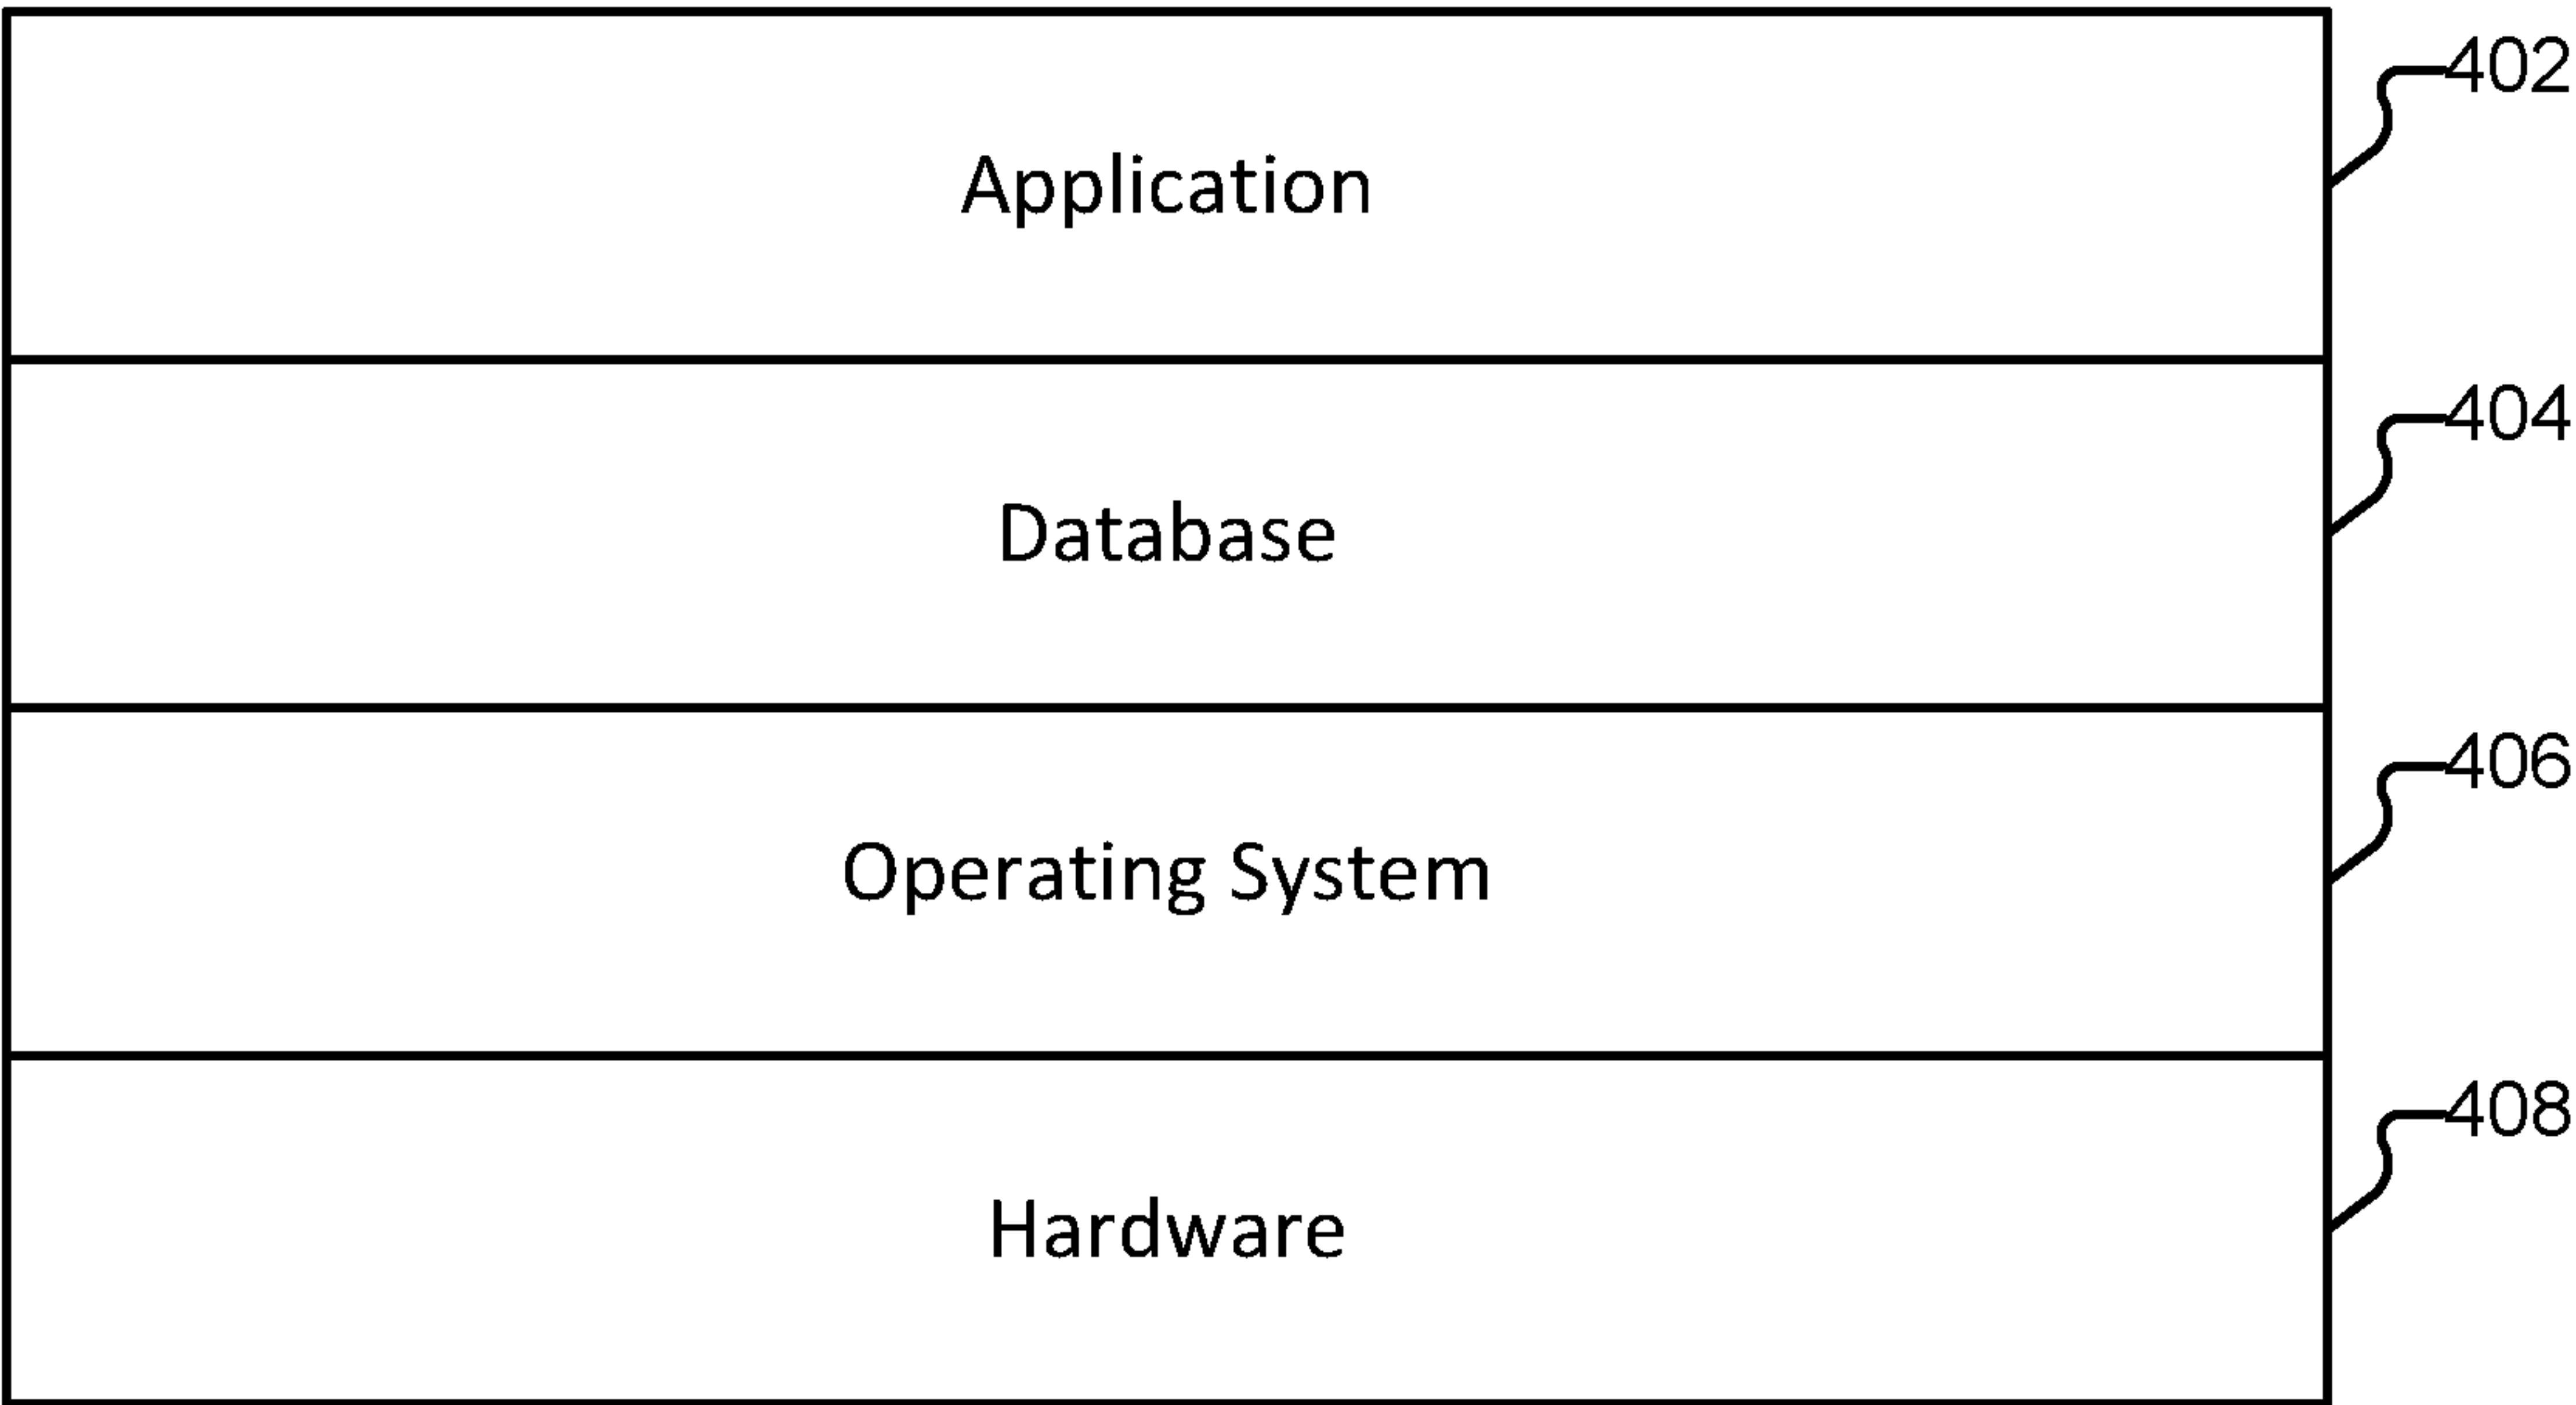 402
Application
404
Database
406
Operating System
408
Hardware